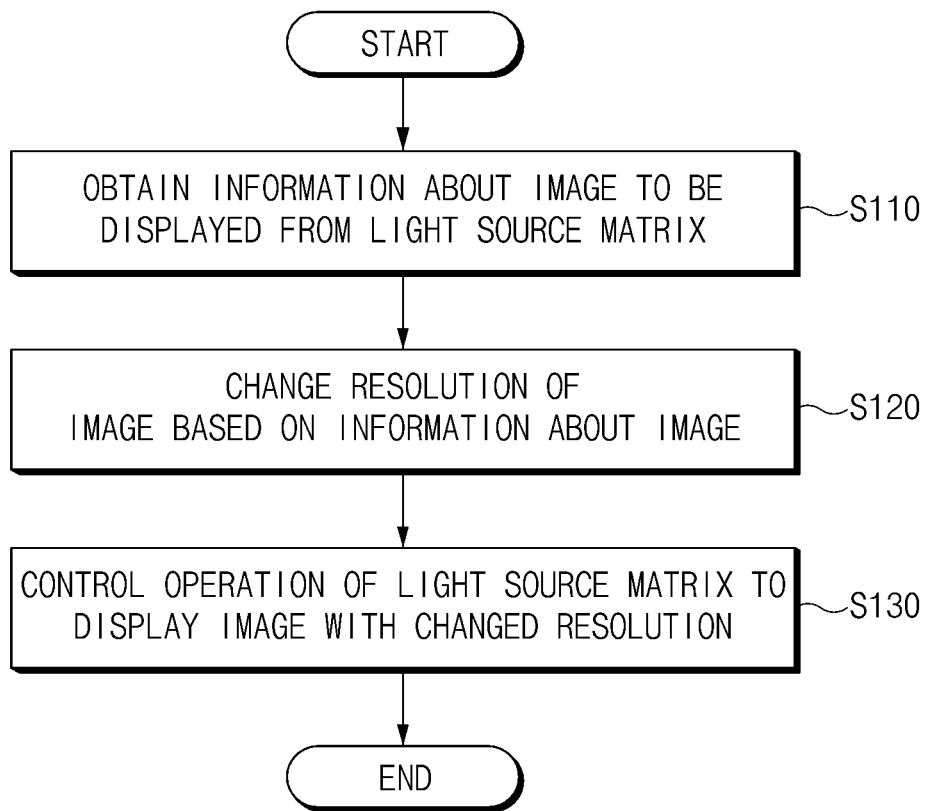 START
OBTAIN INFORMATION ABOUT IMAGE TO BE
DISPLAYED FROM LIGHT SOURCE MATRIX
S110
CHANGE RESOLUTION OF
IMAGE BASED ON INFORMATION ABOUT IMAGE
S120
CONTROL OPERATION OF LIGHT SOURCE MATRIX TO
DISPLAY IMAGE WITH CHANGED RESOLUTION
S130
END